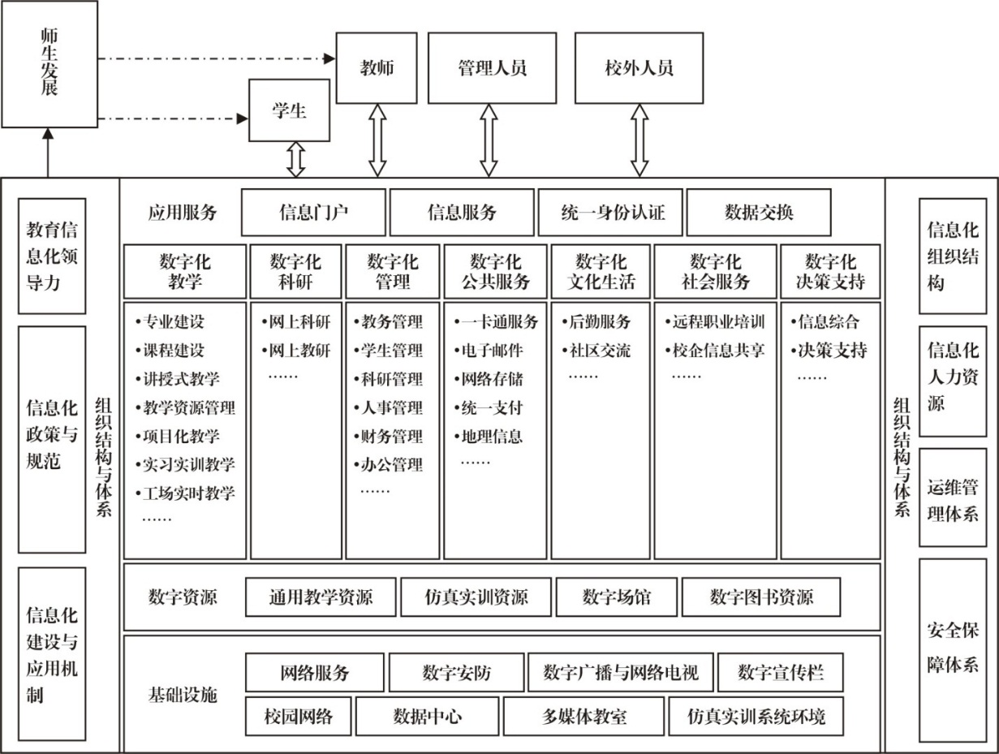 师生发展
教师
管理人员
校外人员
学生
教育信
息化领
导力
信息化
政策与
规范
信息化
建设与
应用机
制
组织结构与体系
应用服务
信息门户
信息服务
统一身份认证
数据交换
数字化
教学
数字化
科研
数字化
管理
数字化
公共服务
数字化
文化生活
数字化
社会服务
数字化
决策支持
•专业建设
•课程建设
•讲授式教学
•教学资源管理
•项目化教学
•实习实训教学
•工场实时教学
……
•网上科研
•网上教研
……
•教务管理
•学生管理
•科研管理
•人事管理
•财务管理
•办公管理
……
•一卡通服务
•电子邮件
•网络存储
•统一支付
•地理信息
……
•后勤服务
•社区交流
……
•远程职业培训
•校企信息共享
……
•信息综合
•决策支持
……
数字资源
通用教学资源
仿真实训资源
数字场馆
数字图书资源
基础设施
网络服务
数字安防
数字广播与网络电视
数字宣传栏
校园网络
数据中心
多媒体教室
仿真实训系统环境
组织结构与体系
信息化
组织结
构
信息化
人力资
源
运维管
理体系
安全保
障体系